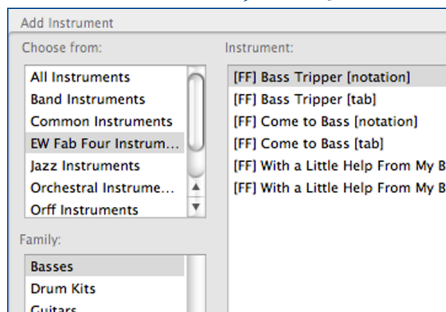 Add Instrument
Choose from:
All Instruments
Band Instruments
Common Instruments
EW Fab Four Instrum...
Jazz Instruments
Orchestral Instrume...
Orff Instruments
Family:
Basses
Drum Kits
Guitars
Instrument:
[FF] Bass Tripper [notation]
[FF] Bass Tripper [tab]
[FF] Come to Bass [notation]
[FF] Come to Bass [tab]
[FF] With a Little Help From My B
[FF] With a Little Help From My B